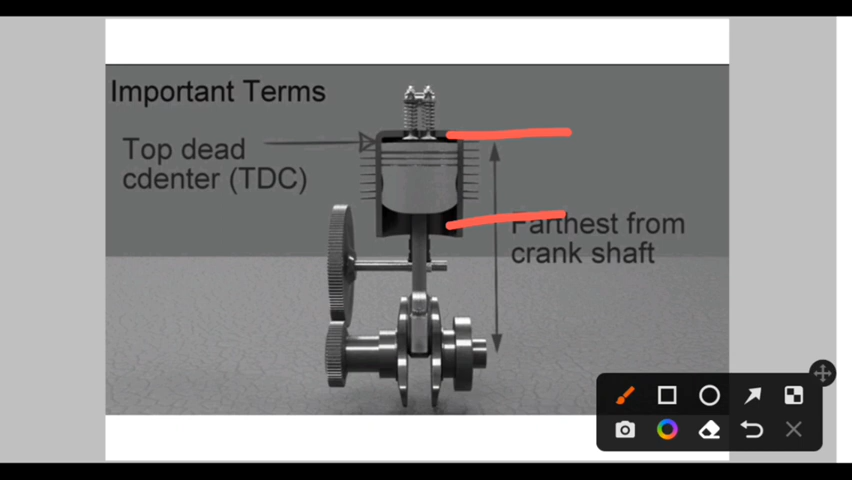 Important Terms
Top dead
cdenter (TDC)
Farthest from
crank shaft